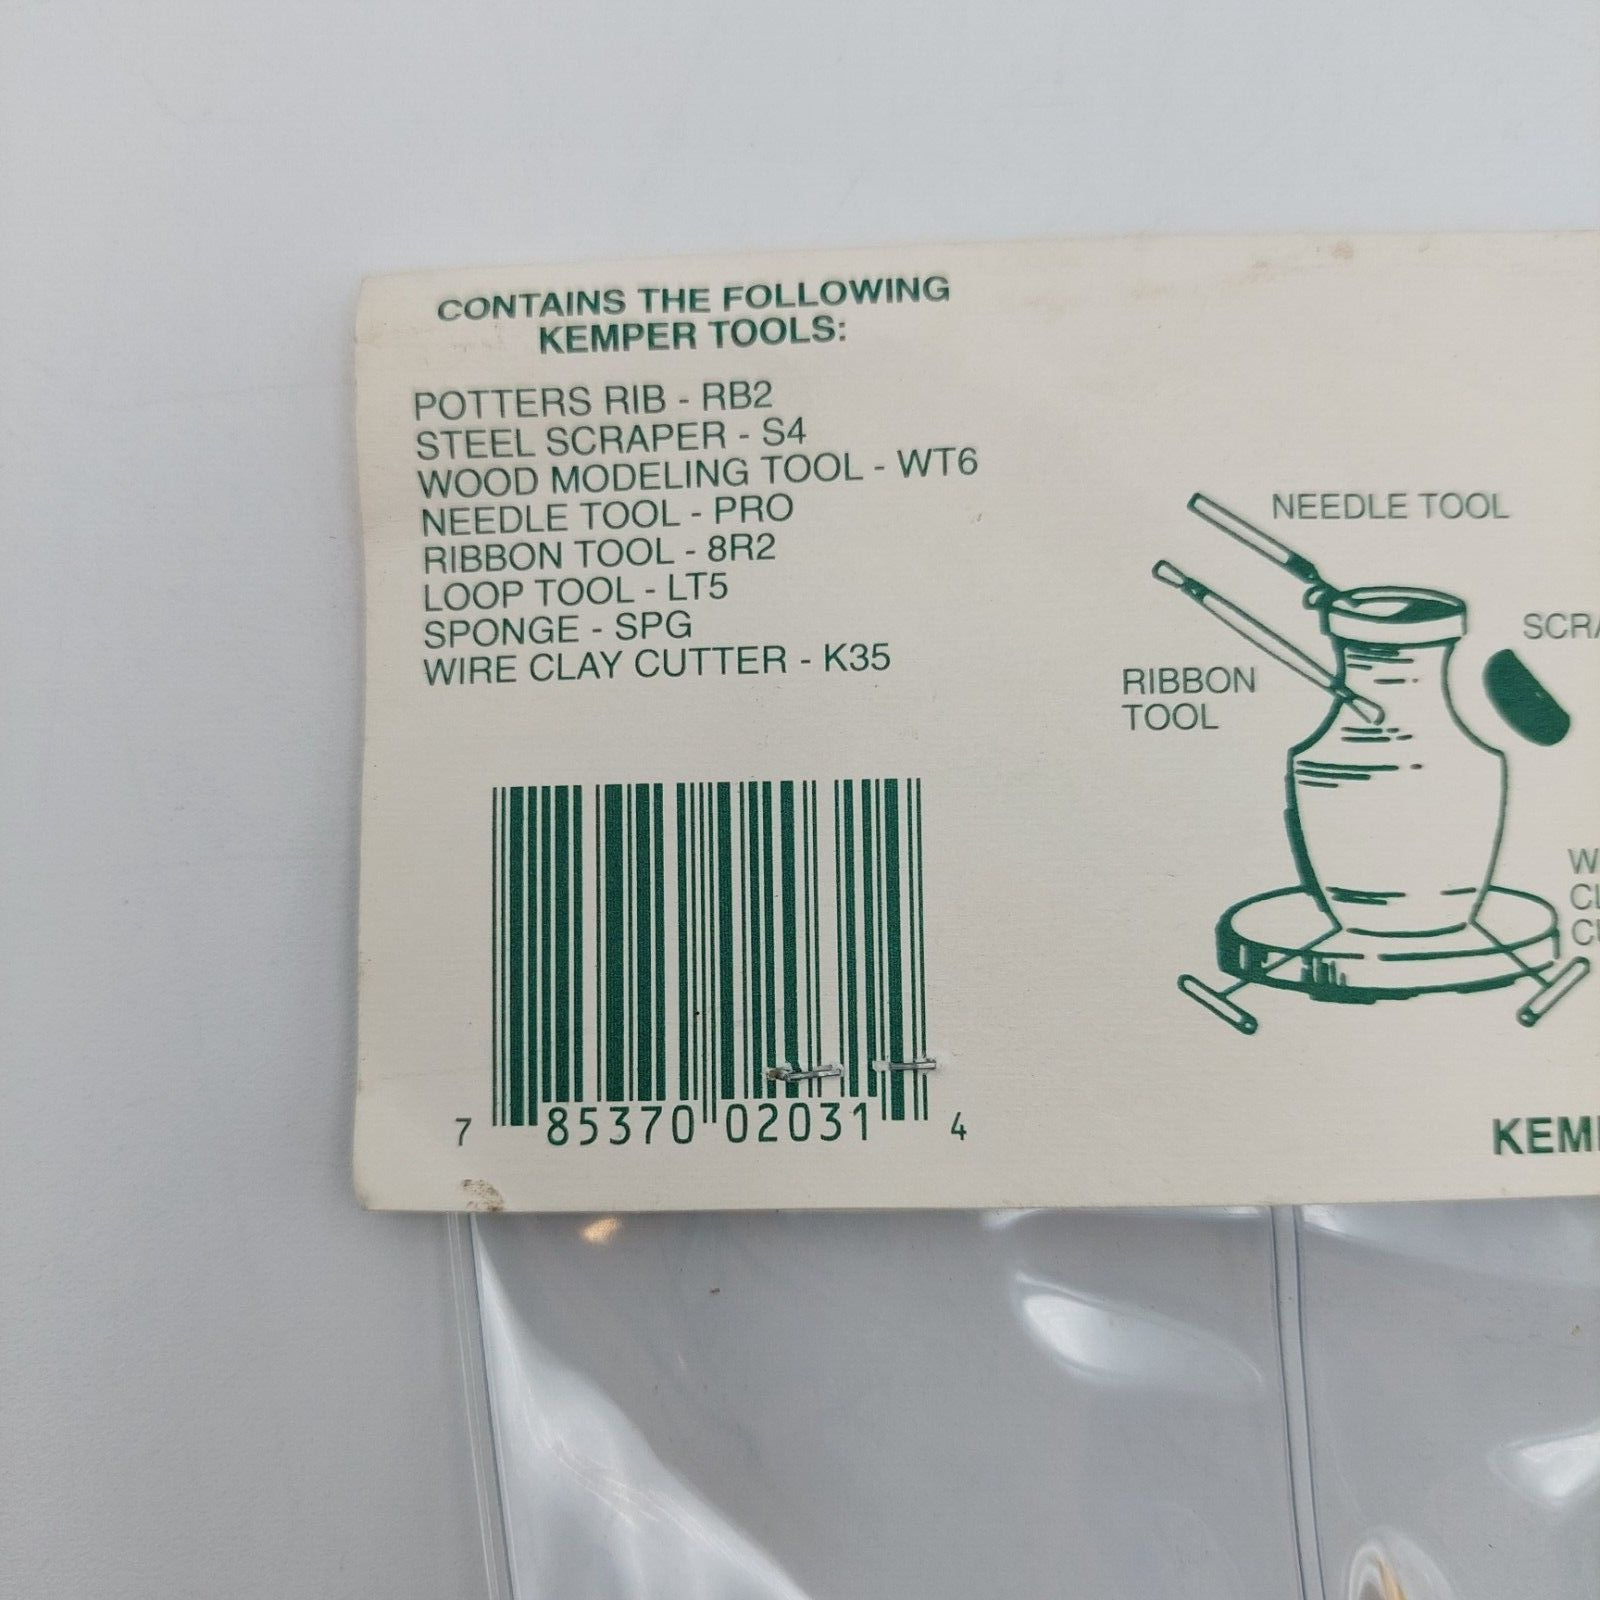 CONTAINS THE FOLLOWING
KEMPER TOOLS:
POTTERS RIB - RB2
STEEL SCRAPER - S4
WOOD MODELING TOOL - WT6
NEEDLE TOOL - PRO
RIBBON TOOL - 8R2
LOOP TOOL - LT5
SPONGE - SPG
WIRE CLAY CUTTER - K35
7 85370 02031 4
NEEDLE TOOL
RIBBON
TOOL